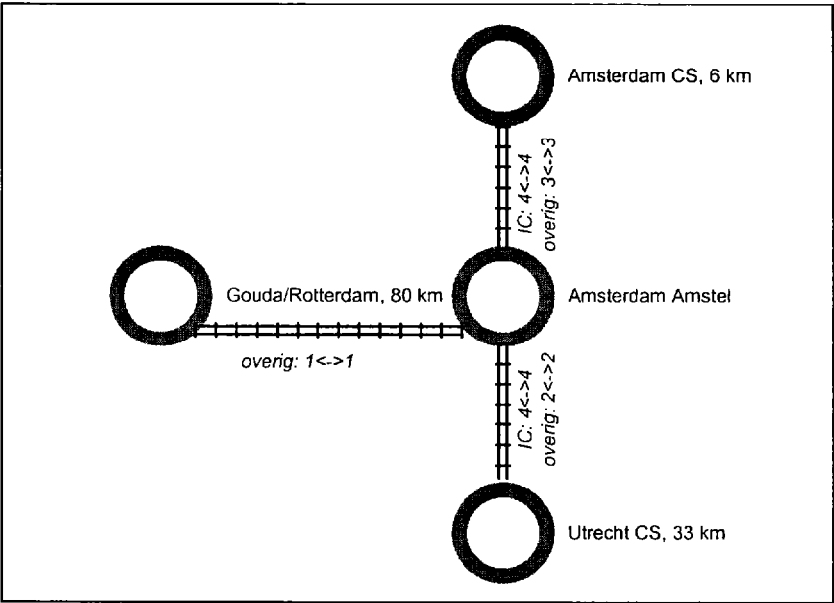 Amsterdam CS, 6 km
IC: 4<->4
overig: 3<->3
Gouda/Rotterdam, 80 km
Amsterdam Amstel
overig: 1<->1
IC: 4<->4
overig: 2<->2
Utrecht CS, 33 km